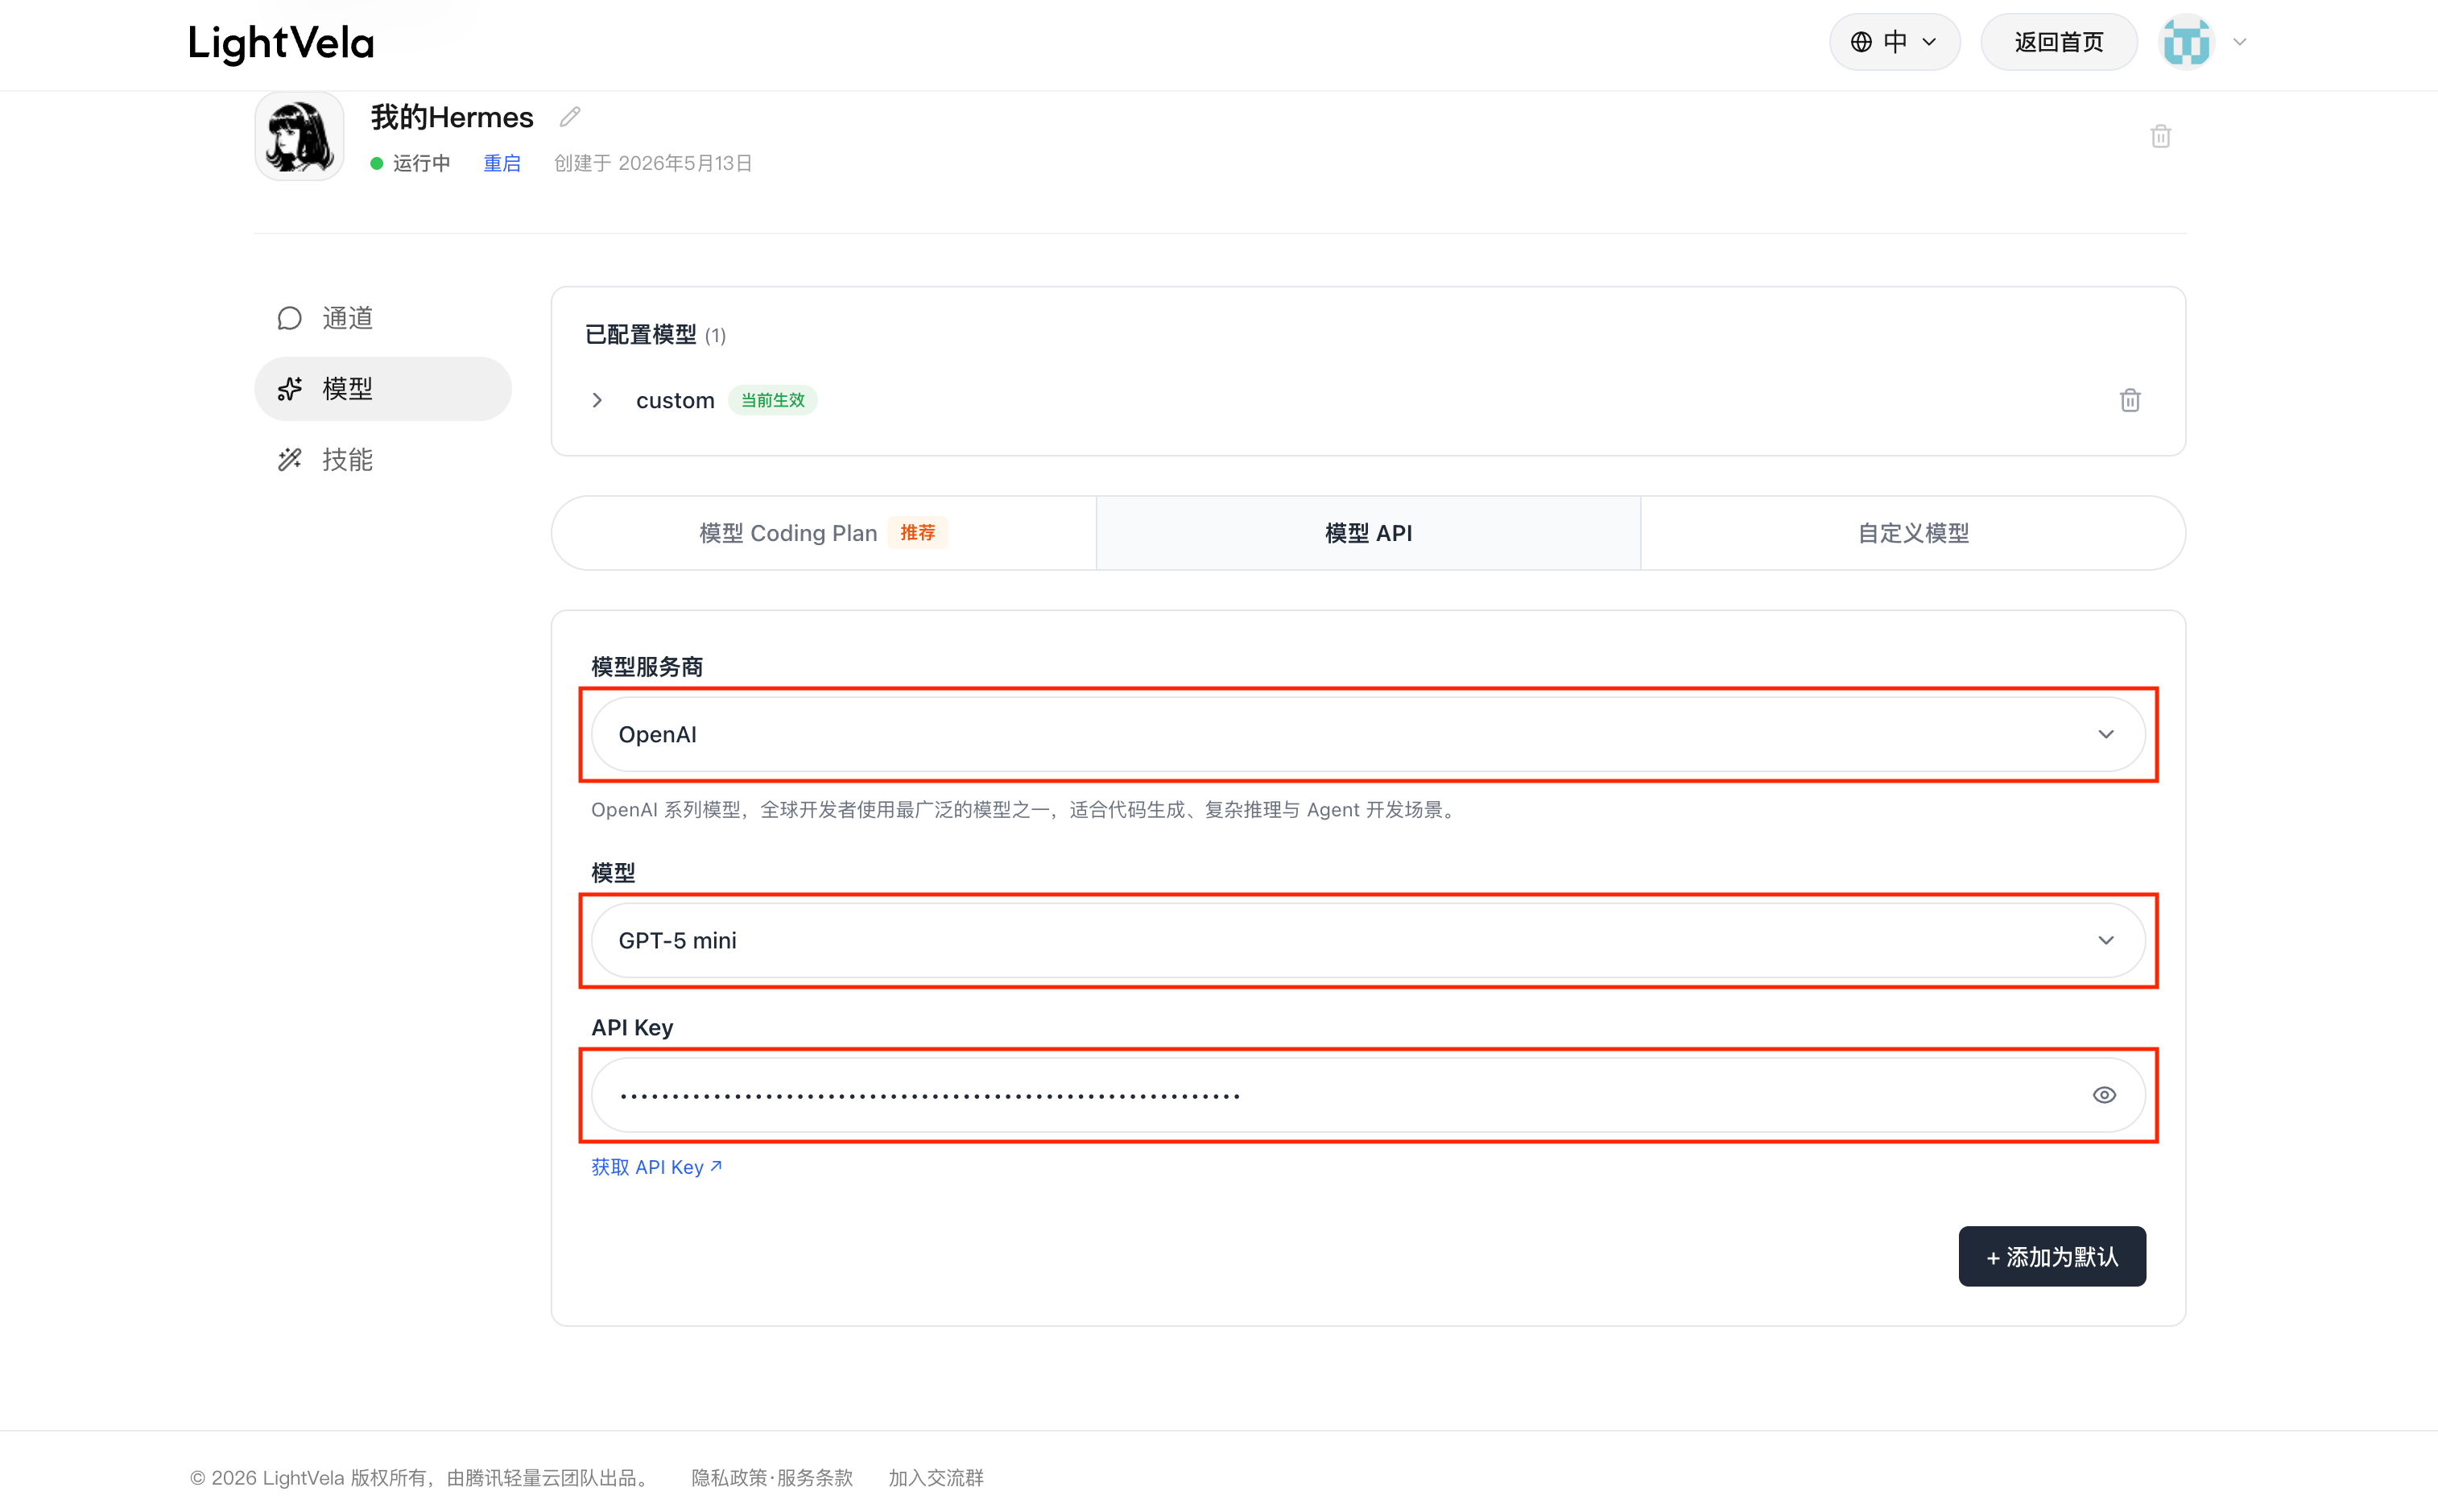 LightVela
中
返回首页
我的Hermes
运行中 重启 创建于 2026年5月13日
通道
模型
技能
已配置模型 (1)
custom 当前生效
模型 Coding Plan 推荐
模型 API
自定义模型
模型服务商
OpenAI
OpenAI 系列模型，全球开发者使用最广泛的模型之一，适合代码生成、复杂推理与 Agent 开发场景。
模型
GPT-5 mini
API Key
获取 API Key ↗
+ 添加为默认
© 2026 LightVela 版权所有，由腾讯轻量云团队出品。 隐私政策·服务条款 加入交流群